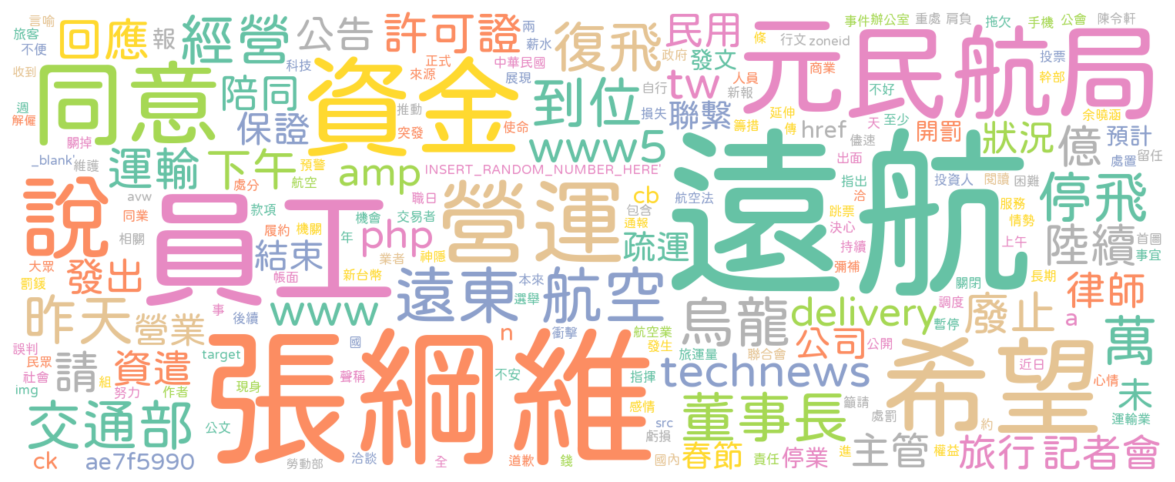 言喻
旅客
不便
回應
報
經營
公告
許可證
兩
薪水
復飛
民用
政府
條
行文
zoneid
事件
辦公室
重處
肩負
拖欠
手機
公會
陳令軒
投票
幹部
收到
週
解僱
同意
陪同
科技
來源
正式
中華民國
展現
資金
推動
突發
使命
到位
自行
損失
發文
tw
人員
新報
商業
元民航局
不好
余曉涵
關掉
_blank'
維護
保證
www5
聯繫
籌措
延伸
傳
href
天
儘速
至少
開罰
狀況
億
預計
處置
留任
運輸
下午
預警
航空
處分
amp
INSERT_RANDOM_NUMBER_HERE'
出面
指出
洽
投資人
閱讀
困難
停飛
說
avw
同業
相關
員工
款項
履約
機關
機會
年
職日
交易者
業者
神隱
php
營運
cb
包含
通報
航空法
跳票
決心
持續
彌補
遠航
服務
情勢
上午
陸續
首圖
事宜
大眾
罰鍰
發出
結束
帳面
新台幣
疏運
關閉
長期
昨天
營業
事
後續
www
遠東航空
本來
選舉
烏龍
delivery
調度
暫停
廢止
律師
誤判
民眾
社會
img
請
資遣
組
努力
作者
target
現身
國
聲稱
張綱維
n
衝擊
不安
航空業
發生
旅運量
指揮
聯合會
公司
公開
a
technews
希望
近日
心情
萬
未
運輸業
交通部
公文
感情
src
虧損
董事長
籲請
處罰
約
ck
ae7f5990
勞動部
洽談
全
道歉
錢
國內
春節
責任
停業
進
主管
權益
旅行
記者會